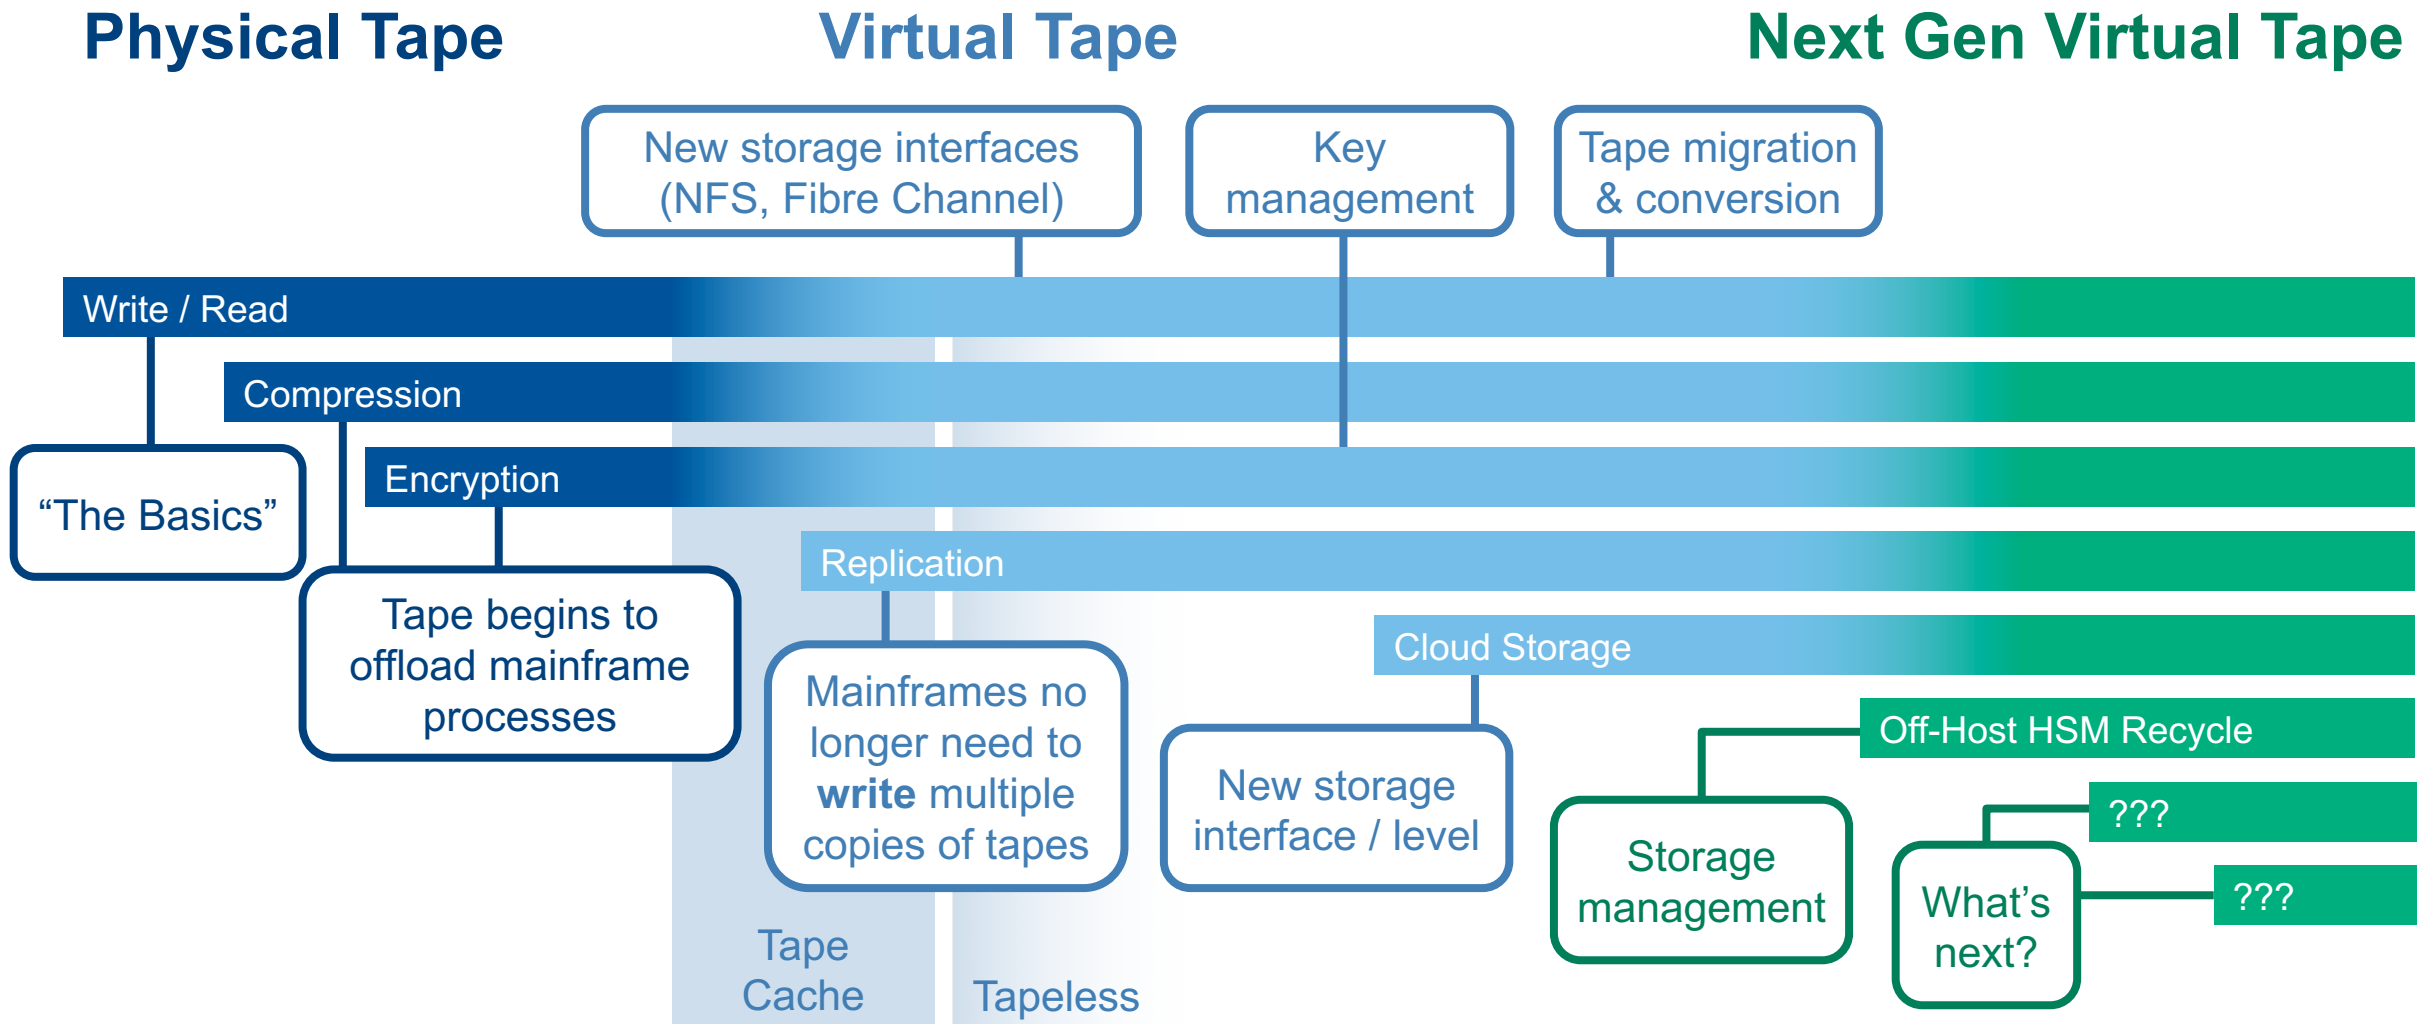 Physical Tape
Virtual Tape
Next Gen Virtual Tape
New storage interfaces
(NFS, Fibre Channel)
Key
management
Tape migration
& conversion
Write / Read
Compression
Encryption
“The Basics”
Replication
Tape begins to
offload mainframe
processes
Cloud Storage
Mainframes no
longer need to
write multiple
copies of tapes
Off-Host HSM Recycle
New storage
interface / level
???
Storage
management
???
What’s
next?
Tape
Cache
Tapeless